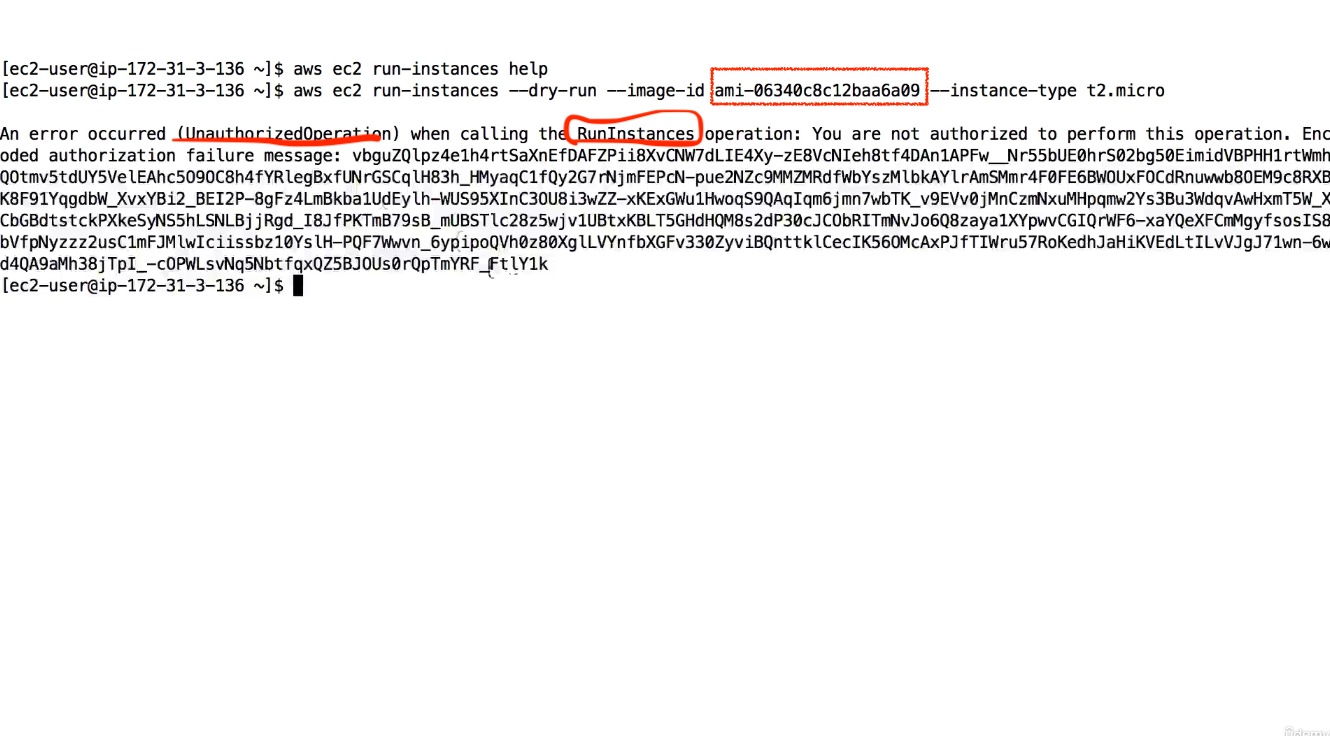 [ec2-user@ip-172-31-3-136 ~]$ aws ec2 run-instances help
[ec2-user@ip-172-31-3-136 ~]$ aws ec2 run-instances --dry-run --image-id ami-06340c8c12baa6a09 --instance-type t2.micro
An error occurred (UnauthorizedOperation) when calling the RunInstances operation: You are not authorized to perform this operation. Enc
oded authorization failure message: vbguZQlpz4e1h4rtSaXnEfDAFZPii8XvCNW7dLIE4Xy-zE8VcNIeh8tf4DAn1APFw__Nr55bUE0hrS02bg50EimidVBPHH1rtWmh
QOtmv5tdUY5VelEAhc5O9OC8h4fYRlegBxfUNrGSCqlH83h_HMyaqC1fQy2G7rNjmFEPcN-pue2NZc9MMZMRdfWbYszMlbkAYlrAmSMmr4F0FE6BWOUxFOCdRnuwwb8OEM9c8RXB
K8F91YqgdbW_XvxYBi2_BEI2P-8gFz4LmBkba1UdEylh-WUS95XInC3OU8i3wZZ-xKExGWu1HwoqS9QAqIqm6jmn7wbTK_v9EVv0jMnCzmNxuMHpqmw2Ys3Bu3WdqvAwHxmT5W_X
CbGBdtstckPXkeSyNS5hLSNLBjjRgd_I8JfPKTmB79sB_mUBSTlc28z5wjv1UBtxKBLT5GHdHQM8s2dP30cJCObRITmNvJo6Q8zaya1XYpwvCGIQrWF6-xaYQeXFCmMgyfsosIS8
bVfpNyzzz2usC1mFJMlwIciissbz10YslH-PQF7Wwvn_6ypipoQVh0z80XglLVYnfbXGFv330ZyviBQnttklCecIK56OMcAxPJfTIWru57RoKedhJaHiKVEdLtILvVJgJ71wn-6w
d4QA9aMh38jTpI_-cOPWLsvNq5NbtfqxQZ5BJOUs0rQpTmYRF_FtlY1k
[ec2-user@ip-172-31-3-136 ~]$